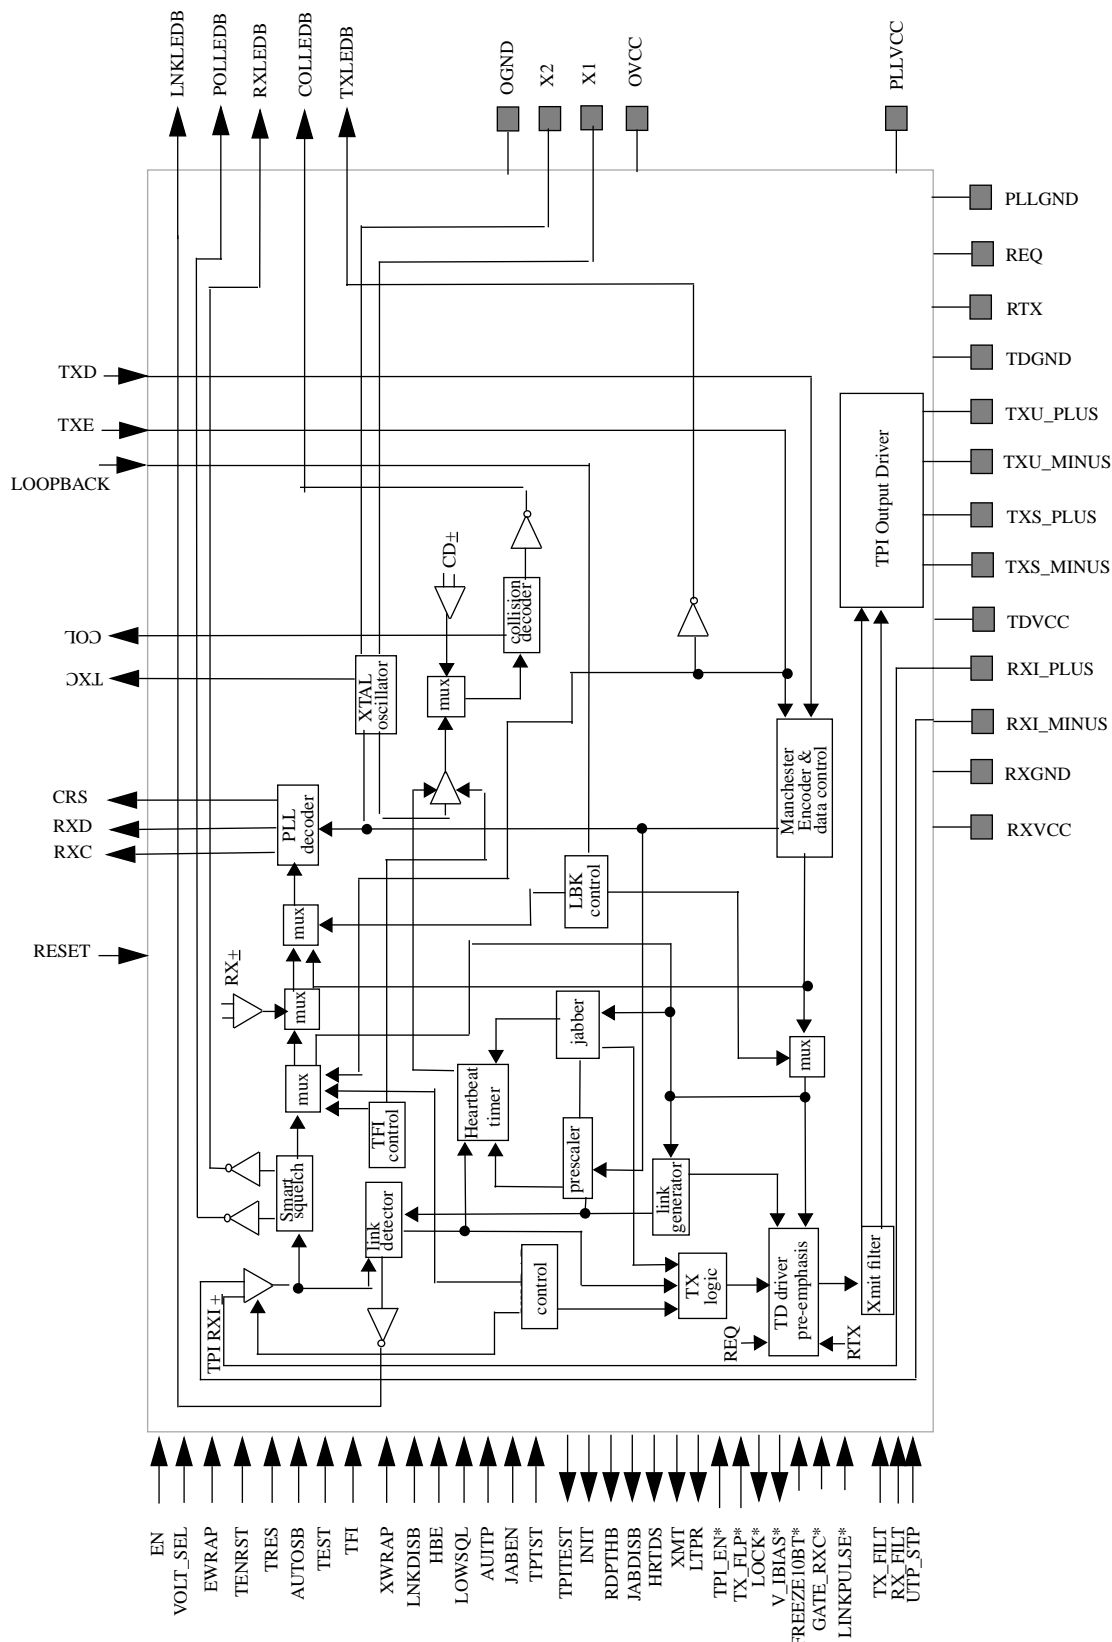 LNKLEDB
POLLEDB
RXLEDB
COLLEDB
TXLEDB
OGND
X2
X1
OVCC
PLLVCC
PLLGND
REQ
RTX
TDGND
TXU_PLUS
TXU_MINUS
TXS_PLUS
TXS_MINUS
TDVCC
RXI_PLUS
RXI_MINUS
RXGND
RXVCC
TXD
TXE
LOOPBACK
COL
TXC
CRS
RXD
RXC
RESET
TPI Output Driver
CD±
collision
decoder
mux
XTAL
oscillator
Manchester
Encoder &
data control
PLL
decoder
LBK
control
mux
RX±
mux
jabber
mux
mux
Heartbeat
timer
TFI
control
prescaler
Smart
squelch
link
detector
link
generator
TPI RXI ±
control
TX
logic
TD driver
pre-emphasis
Xmit filter
REQ
RTX
EN
VOLT_SEL
EWRAP
TENRST
TRES
AUTOSB
TEST
TFI
XWRAP
LNKDISB
HBE
LOWSQL
AUITP
JABEN
TPTST
TPITEST
INIT
RDPTHB
JABDISB
HRTDS
XMT
LTPR
TPI_EN*
TX_FLP*
LOCK*
V_IBIAS*
FREEZE10BT*
GATE_RXC*
LINKPULSE*
TX_FILT
RX_FILT
UTP_STP